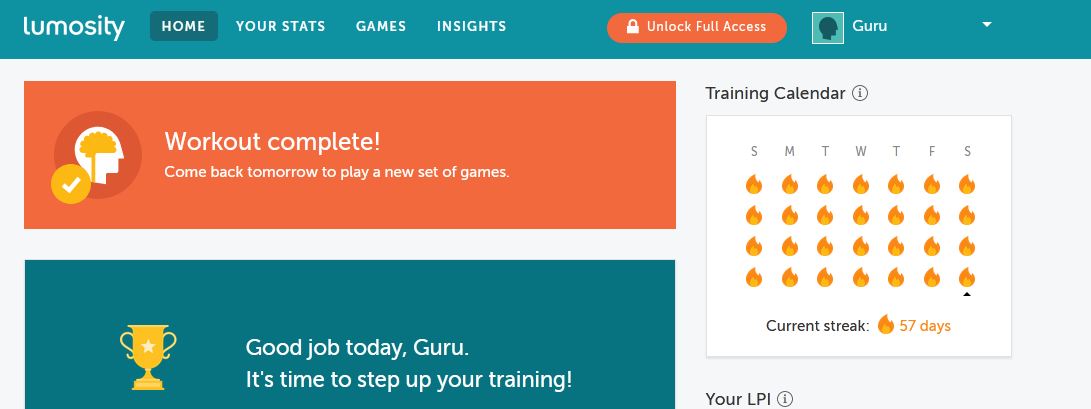 lumosity HOME YOUR STATS GAMES INSIGHTS Unlock Full Access Guru
Workout complete!
Come back tomorrow to play a new set of games.
Good job today, Guru.
It's time to step up your training!
Training Calendar
S M T W T F S
Current streak: 57 days
Your LPI